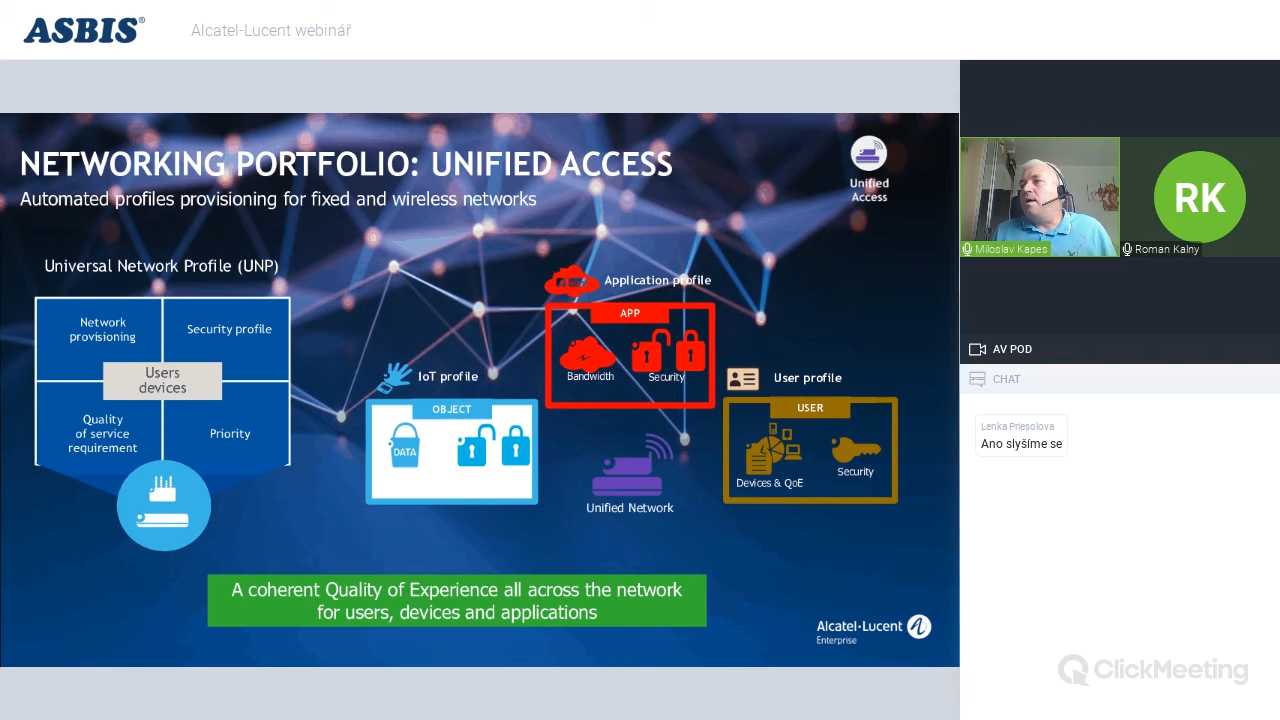 ASBIS®
Alcatel-Lucent webinář
NETWORKING PORTFOLIO: UNIFIED ACCESS
Automated profiles provisioning for fixed and wireless networks
Unified
Access
Universal Network Profile (UNP)
Network
provisioning
Security profile
Users
devices
Quality
of service
requirement
Priority
IoT profile
OBJECT
DATA
Application profile
APP
Bandwidth
Security
Unified Network
User profile
USER
Devices & QoE
Security
A coherent Quality of Experience all across the network
for users, devices and applications
Alcatel·Lucent
Enterprise
RK
Miloslav Kapes
Roman Kalny
AV POD
CHAT
Lenka Priesolova
Ano slyšíme se
ClickMeeting